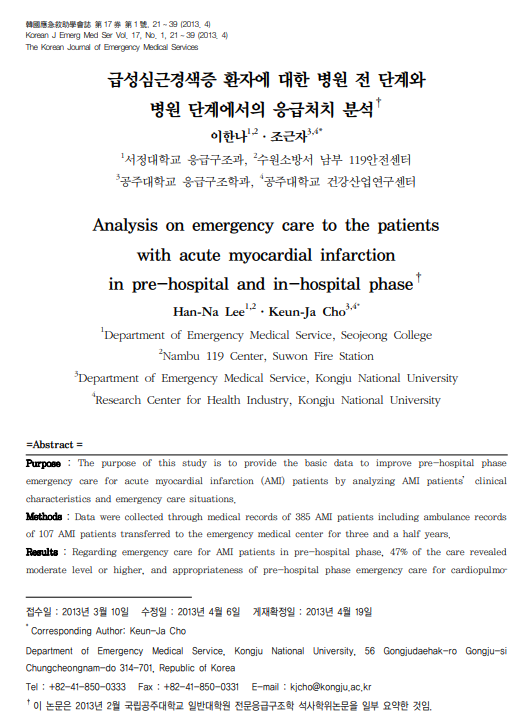 韓國應急救助學會誌 第 17 券 第 1 號, 21~39 (2013. 4)
Korean J Emerg Med Ser Vol. 17, No. 1, 21~39 (2013. 4)
The Korean Journal of Emergency Medical Services
급성심근경색증 환자에 대한 병원 전 단계와
병원 단계에서의 응급처치 분석†
이한나1,2 · 조근자3,4*
1서정대학교 응급구조과, 2수원소방서 남부 119안전센터
3공주대학교 응급구조학과, 4공주대학교 건강산업연구센터
Analysis on emergency care to the patients
with acute myocardial infarction
in pre-hospital and in-hospital phase†
Han-Na Lee1,2 · Keun-Ja Cho3,4*
1Department of Emergency Medical Service, Seojeong College
2Nambu 119 Center, Suwon Fire Station
3Department of Emergency Medical Service, Kongju National University
4Research Center for Health Industry, Kongju National University
=Abstract =
Purpose : The purpose of this study is to provide the basic data to improve pre-hospital phase
emergency care for acute myocardial infarction (AMI) patients by analyzing AMI patients' clinical
characteristics and emergency care situations.
Methods : Data were collected through medical records of 385 AMI patients including ambulance records
of 107 AMI patients transferred to the emergency medical center for three and a half years.
Results : Regarding emergency care for AMI patients in pre-hospital phase, 47% of the care revealed
moderate level or higher, and appropriateness of pre-hospital phase emergency care for cardiopulmo-
접수일 : 2013년 3월 10일 수정일 : 2013년 4월 6일 게재확정일 : 2013년 4월 19일
* Corresponding Author: Keun-Ja Cho
Department of Emergency Medical Service, Kongju National University, 56 Gongjudaehak-ro Gongju-si
Chungcheongnam-do 314-701, Republic of Korea
Tel : +82-41-850-0333 Fax : +82-41-850-0331 E-mail : kjcho@kongju.ac.kr
† 이 논문은 2013년 2월 국립공주대학교 일반대학원 전문응급구조학 석사학위논문을 일부 요약한 것임.